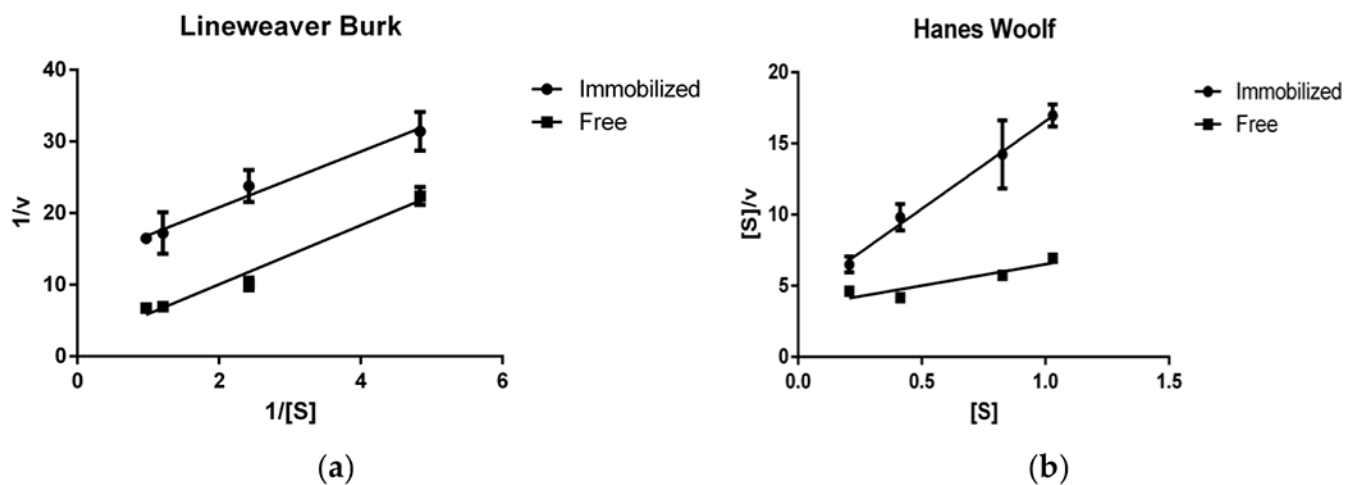 Lineweaver Burk
40
30
20
10
0
1/v
0
2
4
6
1/[S]
Immobilized
Free
(a)
Hanes Woolf
20
15
10
5
0
[S]/v
0.0
0.5
1.0
1.5
[S]
Immobilized
Free
(b)